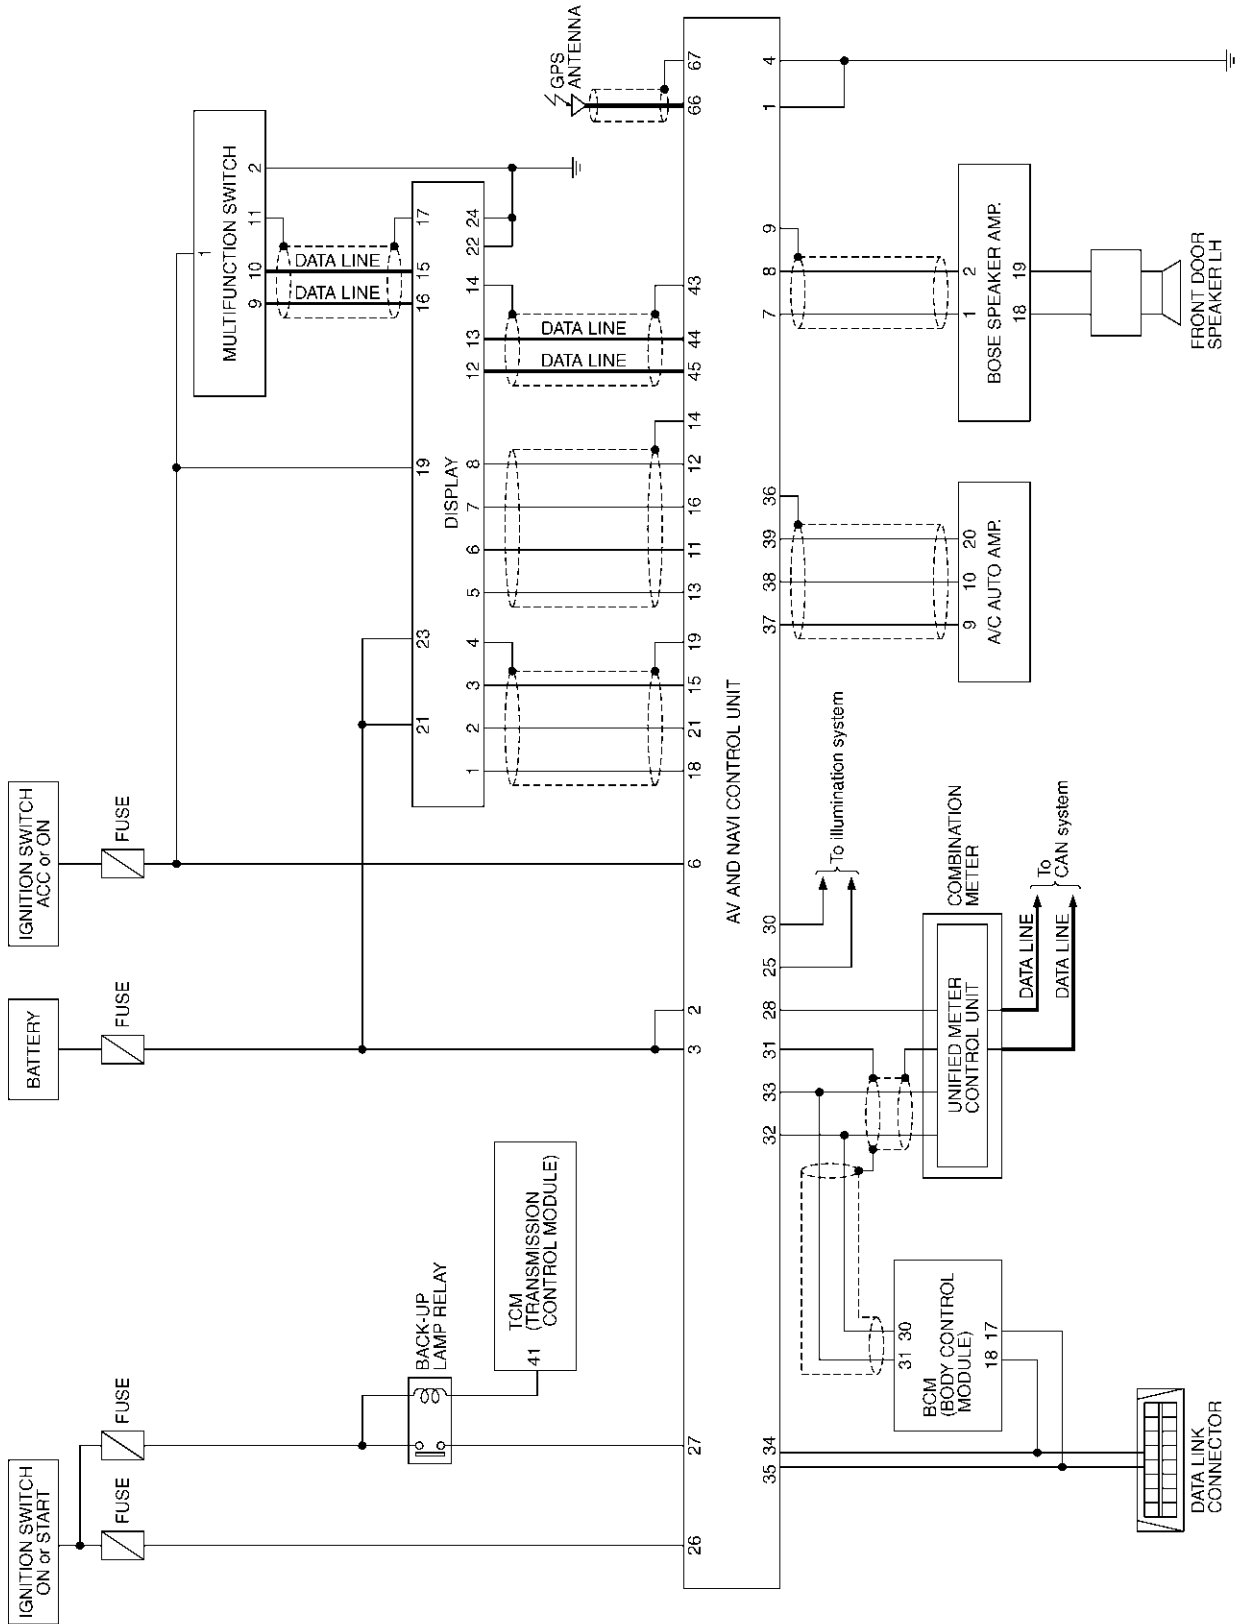 IGNITION SWITCH
ON or START
FUSE
FUSE
BATTERY
FUSE
IGNITION SWITCH
ACC or ON
FUSE
BACK-UP
LAMP RELAY
41
TCM
(TRANSMISSION
CONTROL MODULE)
1
MULTIFUNCTION SWITCH
9 10 11 2
DATA LINE
DATA LINE
21 23 19 16 15 17
DISPLAY
1 2 3 4 5 6 7 8 12 13 14 22 24
DATA LINE
DATA LINE
GPS
ANTENNA
26 27 3 2 6 18 21 15 19 13 11 16 12 14 45 44 43 66 67
AV AND NAVI CONTROL UNIT
35 34 32 33 31 28 25 30 37 38 39 36 7 8 9 1 4
To illumination system
31 30
BCM
(BODY CONTROL
MODULE)
18 17
COMBINATION
METER
UNIFIED METER
CONTROL UNIT
DATA LINE
DATA LINE
To
CAN system
9 10 20
A/C AUTO AMP.
1 2
BOSE SPEAKER AMP.
18 19
FRONT DOOR
SPEAKER LH
DATA LINK
CONNECTOR